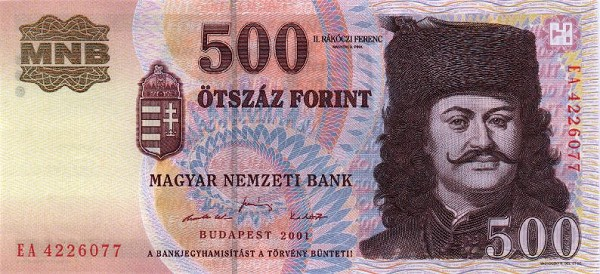 MNB
500
II. RÁKÓCZI FERENC
ÖTSZÁZ FORINT
MAGYAR NEMZETI BANK
BUDAPEST 2001
EA 4226077
A BANKJEGYHAMISÍTÁST A TÖRVÉNY BÜNTETI!
EA 4226077
500